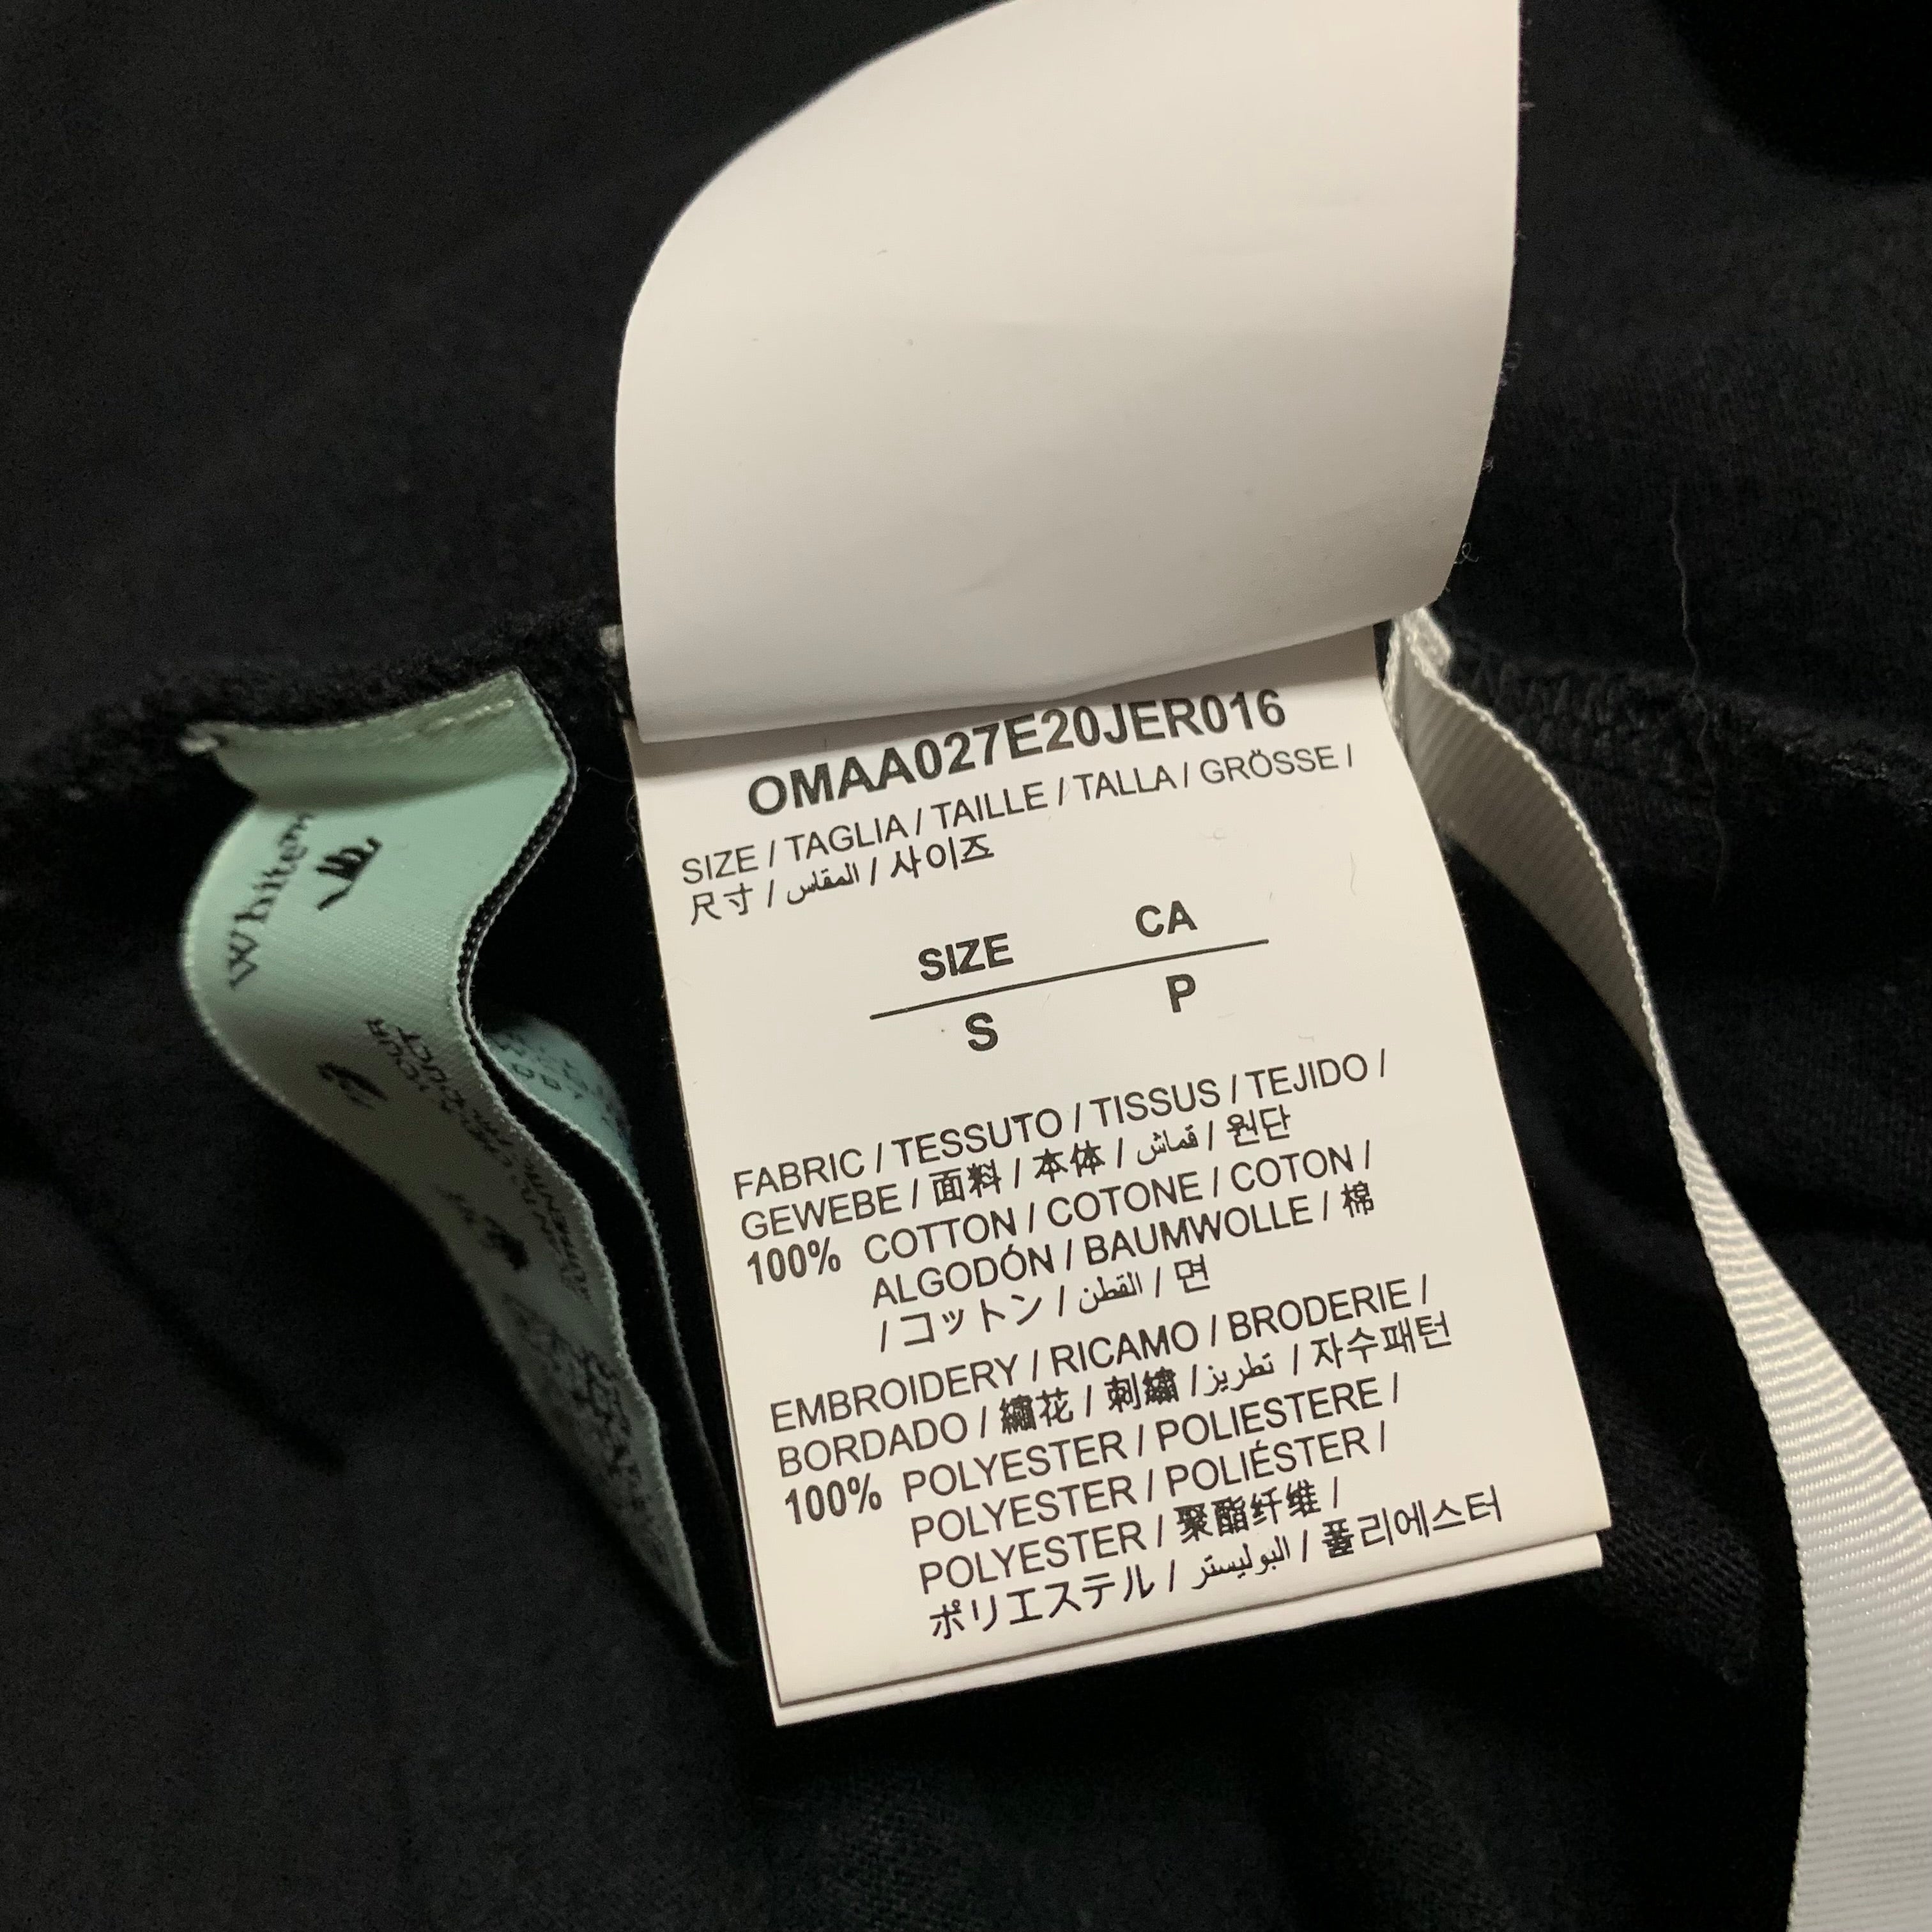 OMAA027E20JER016
SIZE / TAGLIA / TAILLE / TALLA / GRÖSSE /
尺寸 / المقاس / 사이즈
SIZE CA
S P
FABRIC / TESSUTO / TISSUS / TEJIDO /
GEWEBE / 面料 / 本体 / قماش / 원단
100% COTTON / COTONE / COTON /
ALGODÓN / BAUMWOLLE / 棉
/ コットン / القطن / 면
EMBROIDERY / RICAMO / BRODERIE /
BORDADO / 繡花 / 刺繍 / تطريز / 자수패턴
100% POLYESTER / POLIESTERE /
POLYESTER / POLIÉSTER /
POLYESTER / 聚酯纤维 /
ポリエステル / البوليستر / 폴리에스터